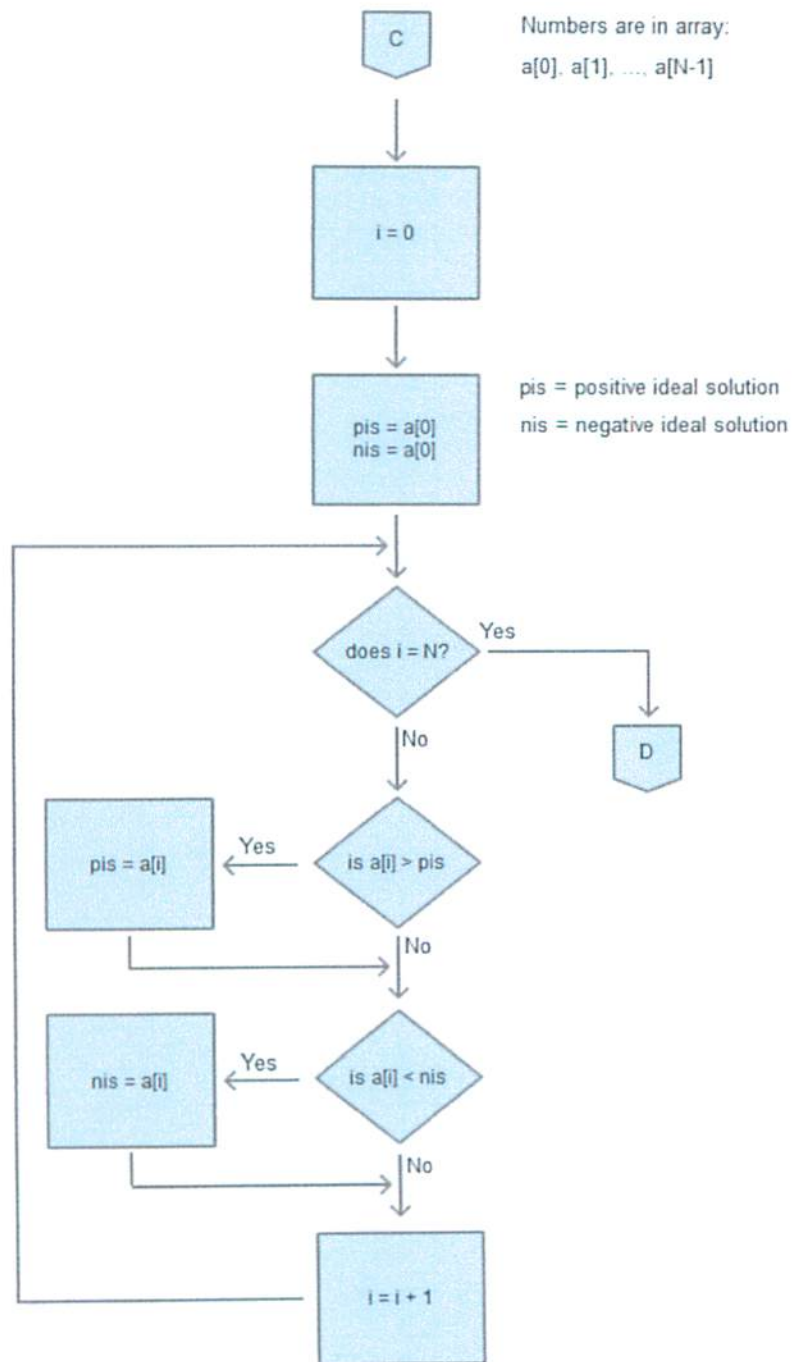 C
Numbers are in array:
a[0], a[1], ...., a[N-1]
i = 0
pis = a[0]
nis = a[0]
pis = positive ideal solution
nis = negative ideal solution
does i = N?
Yes
D
No
is a[i] > pis
Yes
pis = a[i]
No
is a[i] < nis
Yes
nis = a[i]
No
i = i + 1